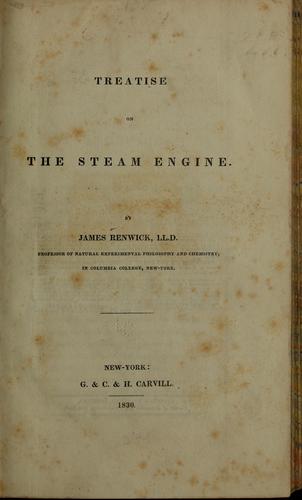 TREATISE
ON
THE STEAM ENGINE.
BY
JAMES RENWICK, LL.D.
PROFESSOR OF NATURAL EXPERIMENTAL PHILOSOPHY AND CHEMISTRY;
IN COLUMBIA COLLEGE, NEW-YORK.
NEW-YORK:
G. & C. & H. CARVILL.
1830.